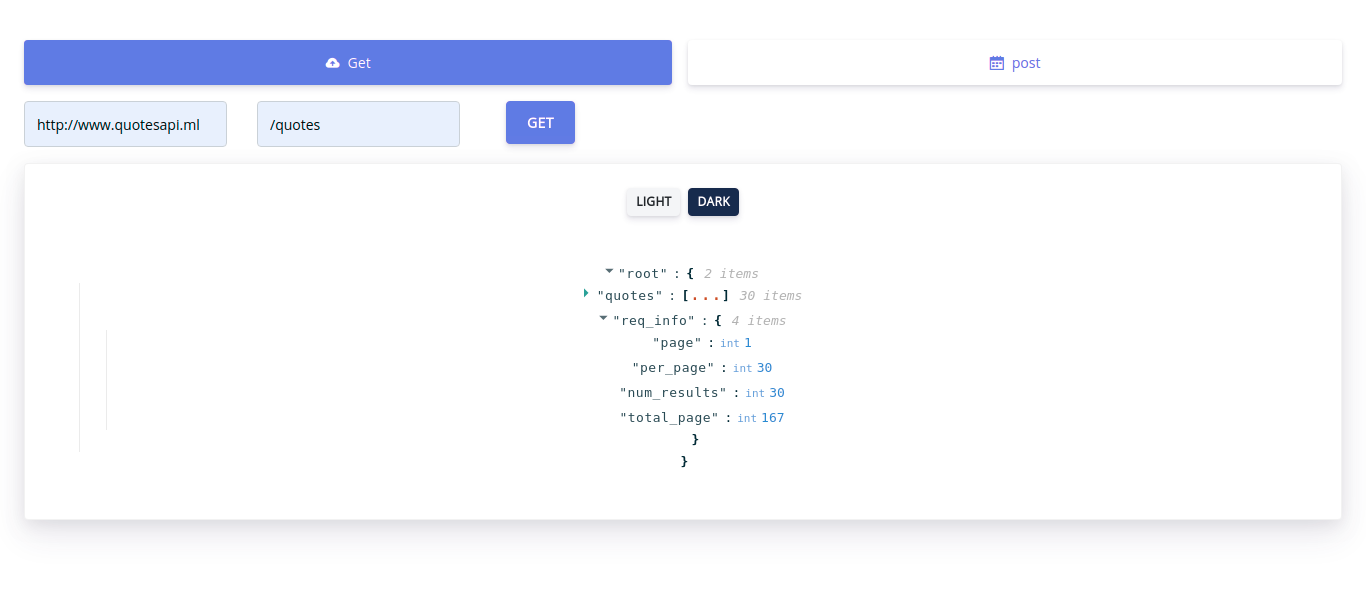 Get
post
http://www.quotesapi.ml
/quotes
GET
LIGHT
DARK
"root" : { 2 items
"quotes" : [...] 30 items
"req_info" : { 4 items
"page" : int 1
"per_page" : int 30
"num_results" : int 30
"total_page" : int 167
}
}